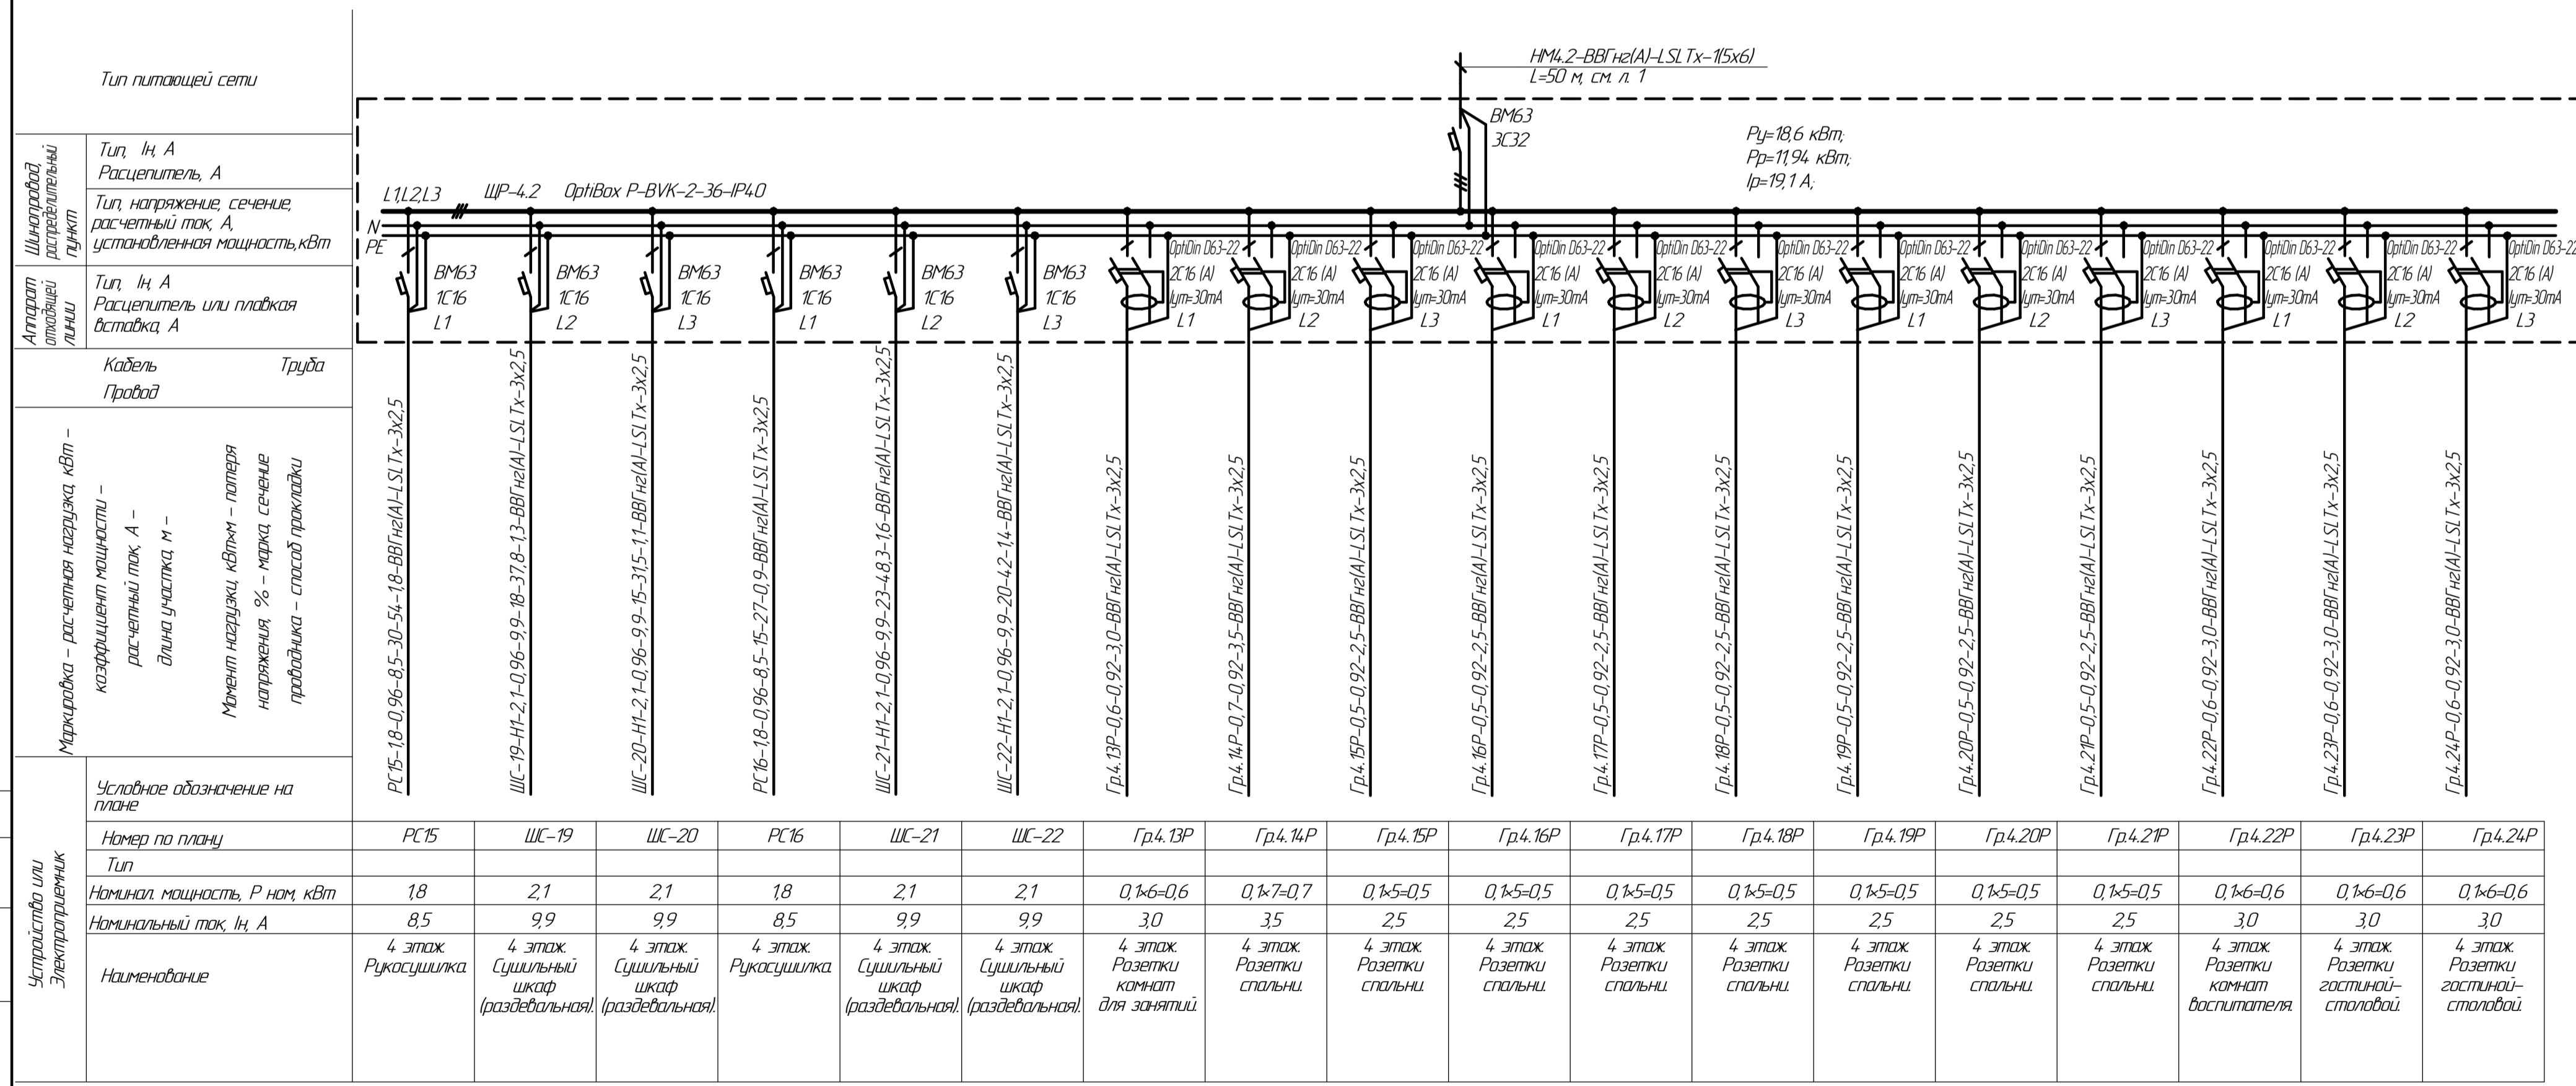 НМ4.2-ВВГнг(А)-LSLTx-1(5х6)
L=50 м, см. л. 1
Тип питающей сети
ВМ63
3С32
Ру=18,6 кВт;
Рр=11,94 кВт;
Iр=19,1 А;
Шинопровод,
распределительный
пункт
Тип, Iн, А
Расцепитель, А
Тип, напряжение, сечение,
расчетный ток, А,
установленная мощность,кВт
L1,L2,L3
ЩР-4.2 OptiBox P-BVK-2-36-IP40
N
PE
Аппарат
отходящей
линии
Тип, Iн, А
Расцепитель или плавкая
вставка, А
ВМ63
1С16
L1
ВМ63
1С16
L2
ВМ63
1С16
L3
ВМ63
1С16
L1
ВМ63
1С16
L2
ВМ63
1С16
L3
OptiDin D63-22
2С16 (А)
Iут=30mA
L1
OptiDin D63-22
2С16 (А)
Iут=30mA
L2
OptiDin D63-22
2С16 (А)
Iут=30mA
L3
OptiDin D63-22
2С16 (А)
Iут=30mA
L1
OptiDin D63-22
2С16 (А)
Iут=30mA
L2
OptiDin D63-22
2С16 (А)
Iут=30mA
L3
OptiDin D63-22
2С16 (А)
Iут=30mA
L1
OptiDin D63-22
2С16 (А)
Iут=30mA
L2
OptiDin D63-22
2С16 (А)
Iут=30mA
L3
OptiDin D63-22
2С16 (А)
Iут=30mA
L1
OptiDin D63-22
2С16 (А)
Iут=30mA
L2
OptiDin D63-22
2С16 (А)
Iут=30mA
L3
Кабель Труба
Провод
Маркировка - расчетная нагрузка, кВт -
коэффициент мощности -
расчетный ток, А -
длина участка, м -
Момент нагрузки, кВт×м - потеря
напряжения, % - марка, сечение
проводника - способ прокладки
РС15-1,8-0,96-8,5-30-54-1,8-ВВГнг(А)-LSLTx-3х2,5
ШС-19-Н1-2,1-0,96-9,9-18-37,8-1,3-ВВГнг(А)-LSLTx-3х2,5
ШС-20-Н1-2,1-0,96-9,9-15-31,5-1,1-ВВГнг(А)-LSLTx-3х2,5
РС16-1,8-0,96-8,5-15-27-0,9-ВВГнг(А)-LSLTx-3х2,5
ШС-21-Н1-2,1-0,96-9,9-23-48,3-1,6-ВВГнг(А)-LSLTx-3х2,5
ШС-22-Н1-2,1-0,96-9,9-20-42-1,4-ВВГнг(А)-LSLTx-3х2,5
Гр.4.13Р-0,6-0,92-3,0-ВВГнг(А)-LSLTx-3х2,5
Гр.4.14Р-0,7-0,92-3,5-ВВГнг(А)-LSLTx-3х2,5
Гр.4.15Р-0,5-0,92-2,5-ВВГнг(А)-LSLTx-3х2,5
Гр.4.16Р-0,5-0,92-2,5-ВВГнг(А)-LSLTx-3х2,5
Гр.4.17Р-0,5-0,92-2,5-ВВГнг(А)-LSLTx-3х2,5
Гр.4.18Р-0,5-0,92-2,5-ВВГнг(А)-LSLTx-3х2,5
Гр.4.19Р-0,5-0,92-2,5-ВВГнг(А)-LSLTx-3х2,5
Гр.4.20Р-0,5-0,92-2,5-ВВГнг(А)-LSLTx-3х2,5
Гр.4.21Р-0,5-0,92-2,5-ВВГнг(А)-LSLTx-3х2,5
Гр.4.22Р-0,6-0,92-3,0-ВВГнг(А)-LSLTx-3х2,5
Гр.4.23Р-0,6-0,92-3,0-ВВГнг(А)-LSLTx-3х2,5
Гр.4.24Р-0,6-0,92-3,0-ВВГнг(А)-LSLTx-3х2,5
Устройство или
Электроприемник
Условное обозначение на
плане
Номер по плану РС15 ШС-19 ШС-20 РС16 ШС-21 ШС-22 Гр.4.13Р Гр.4.14Р Гр.4.15Р Гр.4.16Р Гр.4.17Р Гр.4.18Р Гр.4.19Р Гр.4.20Р Гр.4.21Р Гр.4.22Р Гр.4.23Р Гр.4.24Р
Тип
Номинал. мощность, Р ном, кВт 1,8 2,1 2,1 1,8 2,1 2,1 0,1×6=0,6 0,1×7=0,7 0,1×5=0,5 0,1×5=0,5 0,1×5=0,5 0,1×5=0,5 0,1×5=0,5 0,1×5=0,5 0,1×5=0,5 0,1×6=0,6 0,1×6=0,6 0,1×6=0,6
Номинальный ток, Iн, А 8,5 9,9 9,9 8,5 9,9 9,9 3,0 3,5 2,5 2,5 2,5 2,5 2,5 2,5 2,5 3,0 3,0 3,0
Наименование
4 этаж.
Рукосушилка.
4 этаж.
Сушильный
шкаф
(раздевальная).
4 этаж.
Сушильный
шкаф
(раздевальная).
4 этаж.
Рукосушилка.
4 этаж.
Сушильный
шкаф
(раздевальная).
4 этаж.
Сушильный
шкаф
(раздевальная).
4 этаж.
Розетки
комнат
для занятий.
4 этаж.
Розетки
спальни.
4 этаж.
Розетки
спальни.
4 этаж.
Розетки
спальни.
4 этаж.
Розетки
спальни.
4 этаж.
Розетки
спальни.
4 этаж.
Розетки
спальни.
4 этаж.
Розетки
спальни.
4 этаж.
Розетки
спальни.
4 этаж.
Розетки
комнат
воспитателя.
4 этаж.
Розетки
гостиной-
столовой.
4 этаж.
Розетки
гостиной-
столовой.